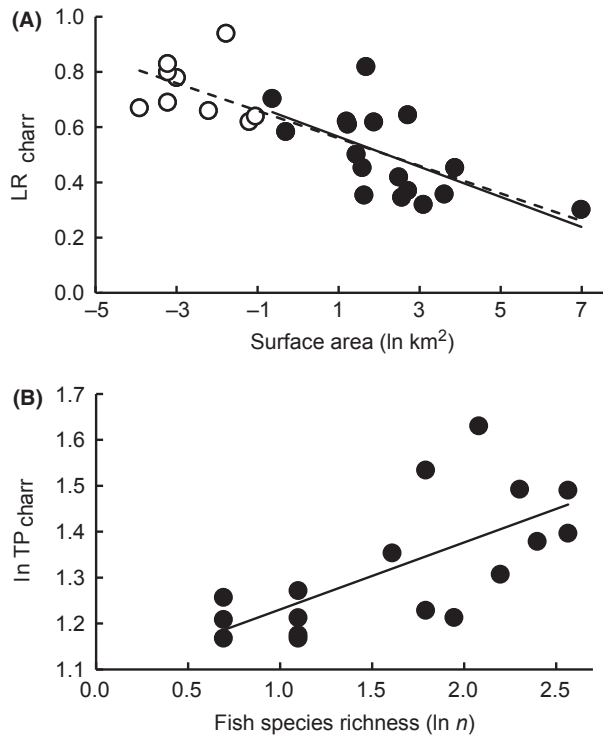 (A)
1.0
0.8
0.6
0.4
0.2
0.0
LR charr
–5 –3 –1 1 3 5 7
Surface area (ln km²)
(B)
1.7
1.6
1.5
1.4
1.3
1.2
1.1
ln TP charr
0.0 0.5 1.0 1.5 2.0 2.5
Fish species richness (ln n)